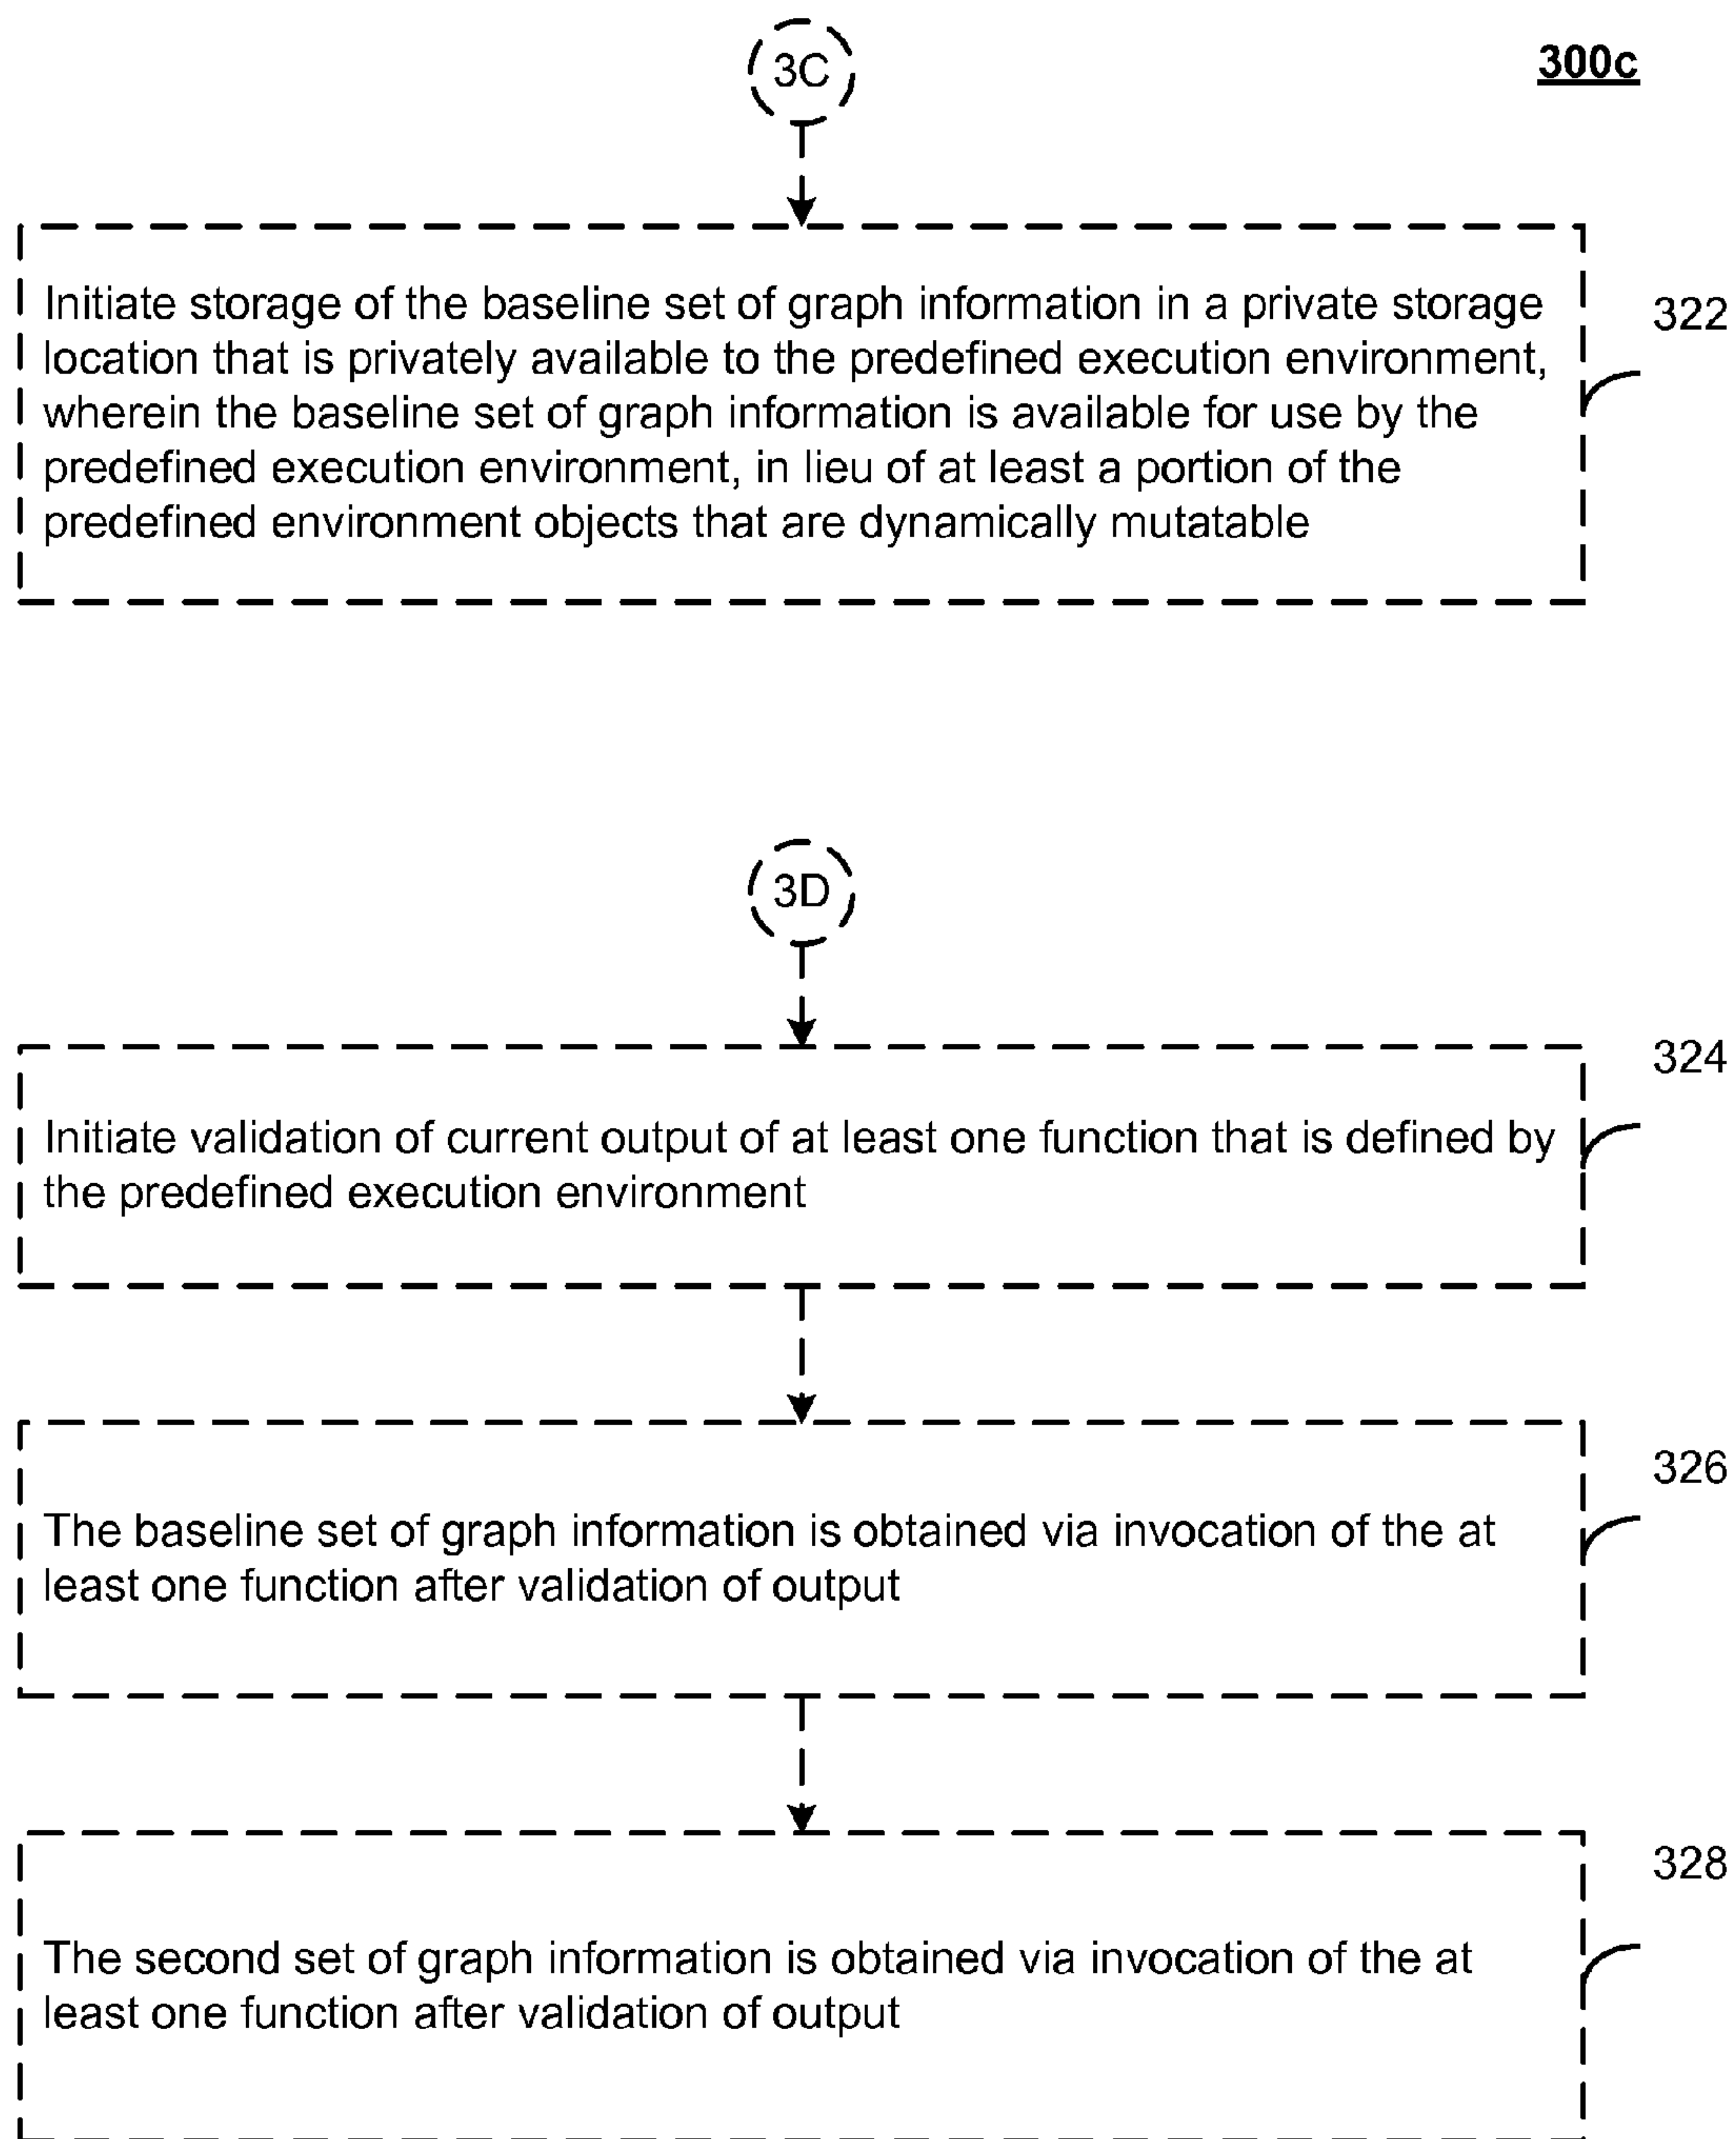 3C
300c
Initiate storage of the baseline set of graph information in a private storage
location that is privately available to the predefined execution environment,
wherein the baseline set of graph information is available for use by the
predefined execution environment, in lieu of at least a portion of the
predefined environment objects that are dynamically mutatable
322
3D
Initiate validation of current output of at least one function that is defined by
the predefined execution environment
324
The baseline set of graph information is obtained via invocation of the at
least one function after validation of output
326
The second set of graph information is obtained via invocation of the at
least one function after validation of output
328